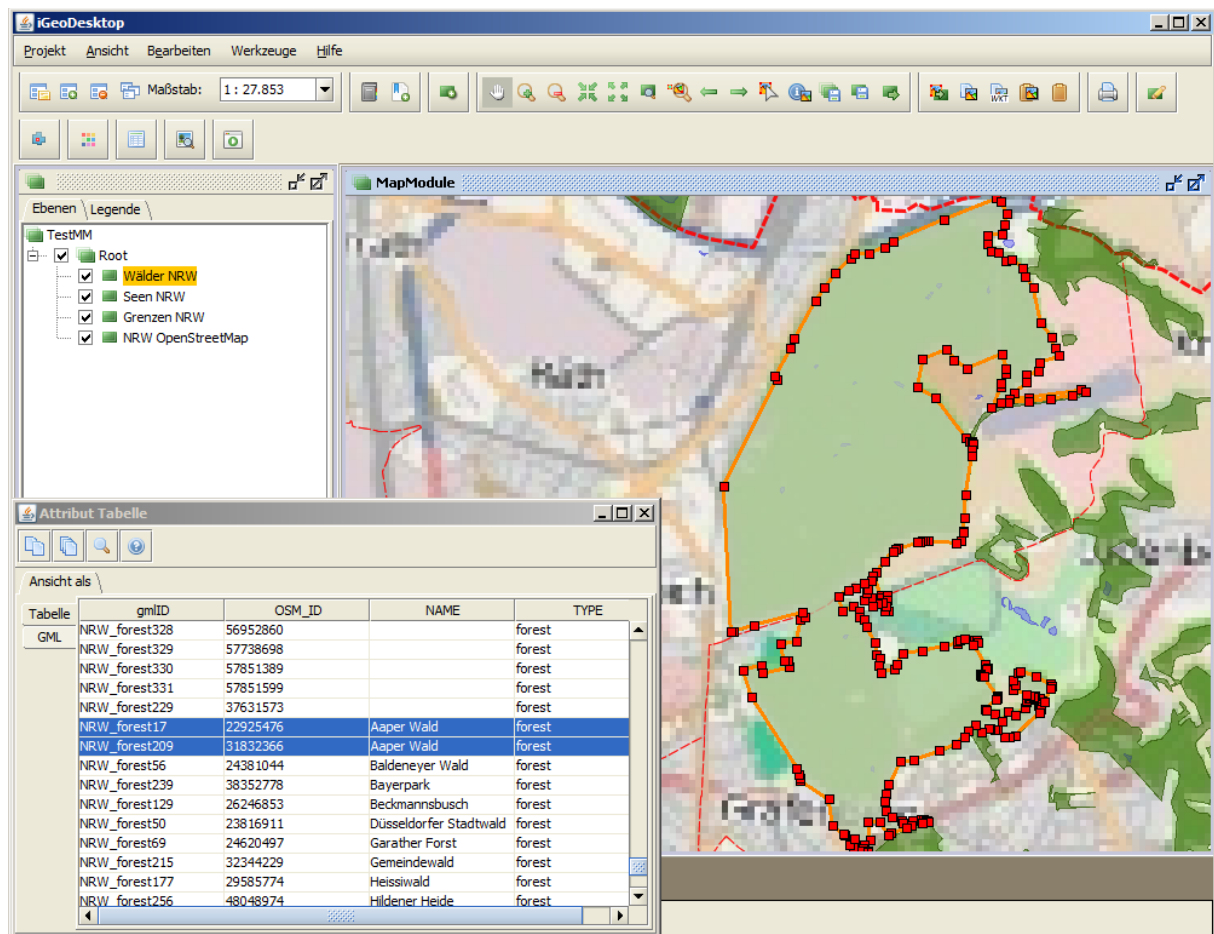 iGeoDesktop
Projekt Ansicht Bearbeiten Werkzeuge Hilfe
Maßstab: 1 : 27.853
WKT
MapModule
Ebenen Legende
TestMM
Root
Wälder NRW
Seen NRW
Grenzen NRW
NRW OpenStreetMap
Attribut Tabelle
Ansicht als
Tabelle
GML
gmlID OSM_ID NAME TYPE
NRW_forest328 56952860 forest
NRW_forest329 57738698 forest
NRW_forest330 57851389 forest
NRW_forest331 57851599 forest
NRW_forest229 37631573 forest
NRW_forest17 22925476 Aaper Wald forest
NRW_forest209 31832366 Aaper Wald forest
NRW_forest56 24381044 Baldeneyer Wald forest
NRW_forest239 38352778 Bayerpark forest
NRW_forest129 26246853 Beckmannsbusch forest
NRW_forest50 23816911 Düsseldorfer Stadtwald forest
NRW_forest69 24620497 Garather Forst forest
NRW_forest215 32344229 Gemeindewald forest
NRW_forest177 29585774 Heissiwald forest
NRW_forest256 48048974 Hildener Heide forest
Rath